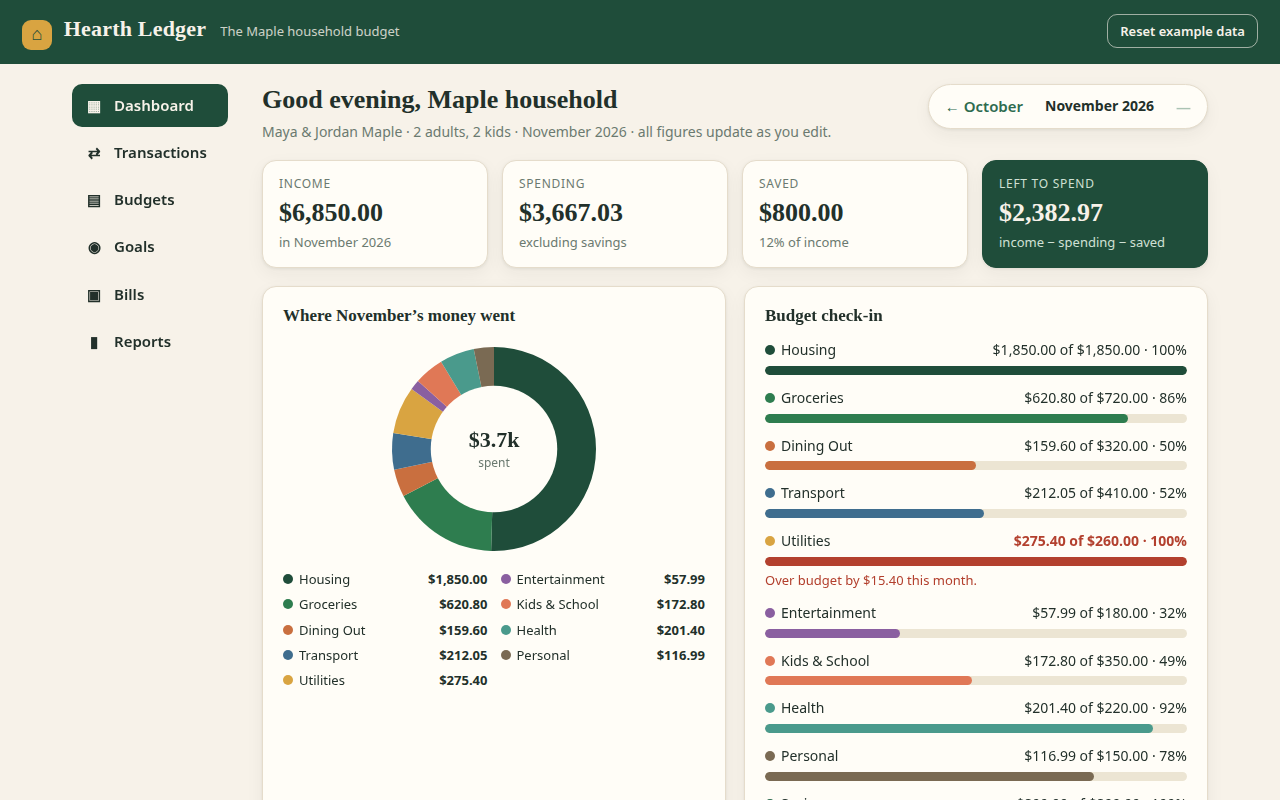 Hearth Ledger The Maple household budget Reset example data
Dashboard
Transactions
Budgets
Goals
Bills
Reports
Good evening, Maple household
Maya & Jordan Maple · 2 adults, 2 kids · November 2026 · all figures update as you edit.
← October November 2026 —
INCOME
$6,850.00
in November 2026
SPENDING
$3,667.03
excluding savings
SAVED
$800.00
12% of income
LEFT TO SPEND
$2,382.97
income − spending − saved
Where November’s money went
$3.7k
spent
Housing $1,850.00
Groceries $620.80
Dining Out $159.60
Transport $212.05
Utilities $275.40
Entertainment $57.99
Kids & School $172.80
Health $201.40
Personal $116.99
Budget check-in
Housing $1,850.00 of $1,850.00 · 100%
Groceries $620.80 of $720.00 · 86%
Dining Out $159.60 of $320.00 · 50%
Transport $212.05 of $410.00 · 52%
Utilities $275.40 of $260.00 · 100%
Over budget by $15.40 this month.
Entertainment $57.99 of $180.00 · 32%
Kids & School $172.80 of $350.00 · 49%
Health $201.40 of $220.00 · 92%
Personal $116.99 of $150.00 · 78%